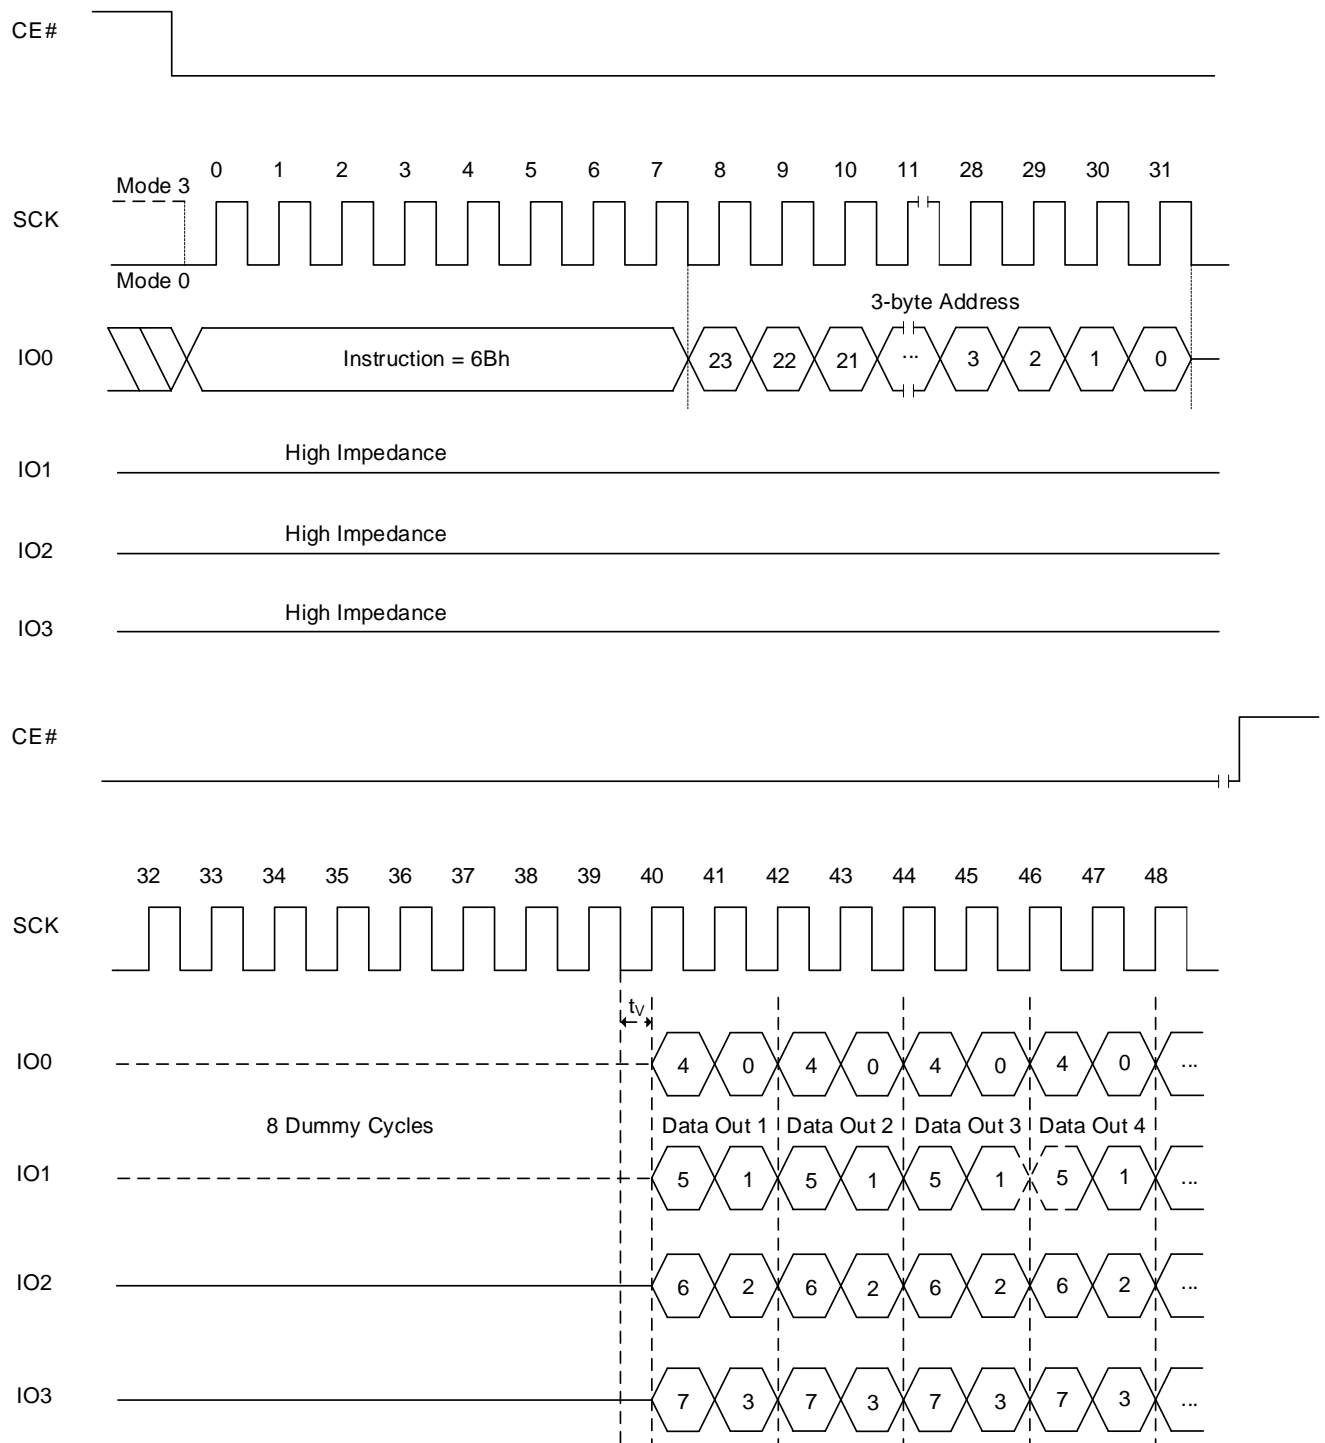 CE#
0 1 2 3 4 5 6 7 8 9 10 11 28 29 30 31
Mode 3
SCK
Mode 0
3-byte Address
IO0 Instruction = 6Bh 23 22 21 ... 3 2 1 0
High Impedance
IO1
High Impedance
IO2
High Impedance
IO3
CE#
32 33 34 35 36 37 38 39 40 41 42 43 44 45 46 47 48
SCK
tV
IO0 4 0 4 0 4 0 4 0 ...
8 Dummy Cycles Data Out 1 Data Out 2 Data Out 3 Data Out 4
IO1 5 1 5 1 5 1 5 1 ...
IO2 6 2 6 2 6 2 6 2 ...
IO3 7 3 7 3 7 3 7 3 ...